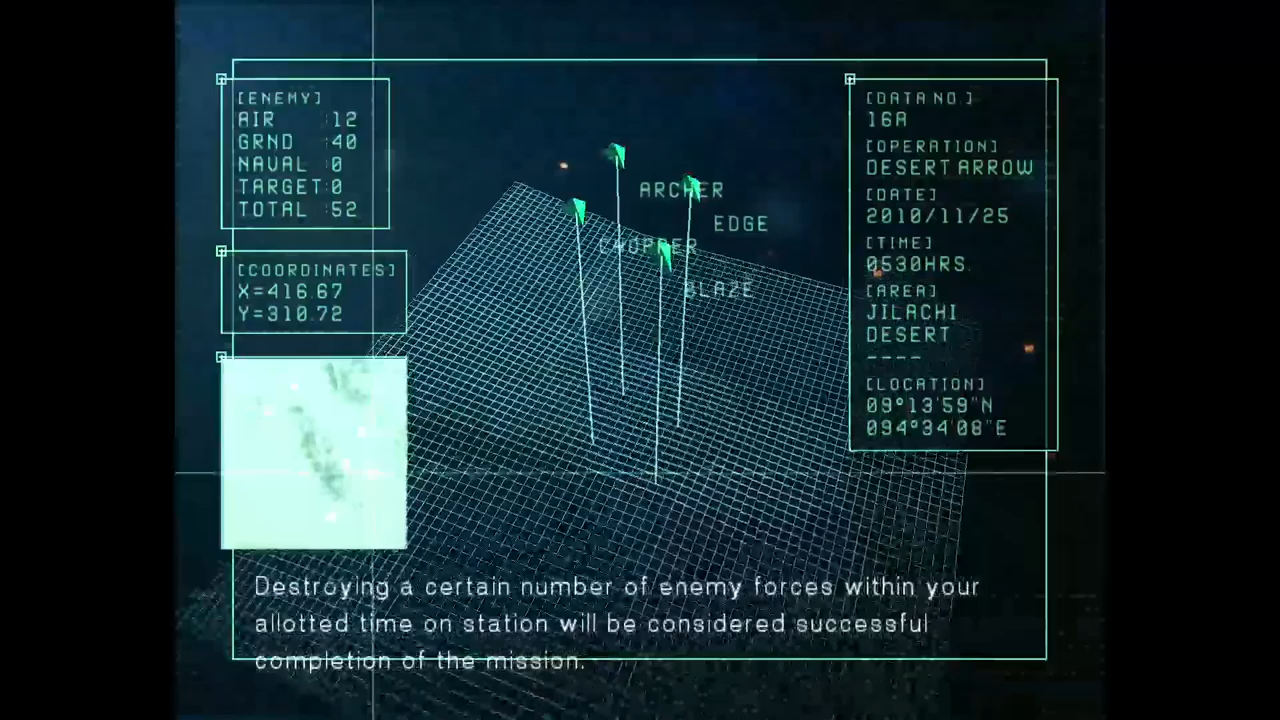 [ENEMY]
AIR :12
GRND :40
NAVAL :0
TARGET:0
TOTAL :52
[COORDINATES]
X=416.67
Y=310.72
ARCHER
EDGE
CHOPPER
BLAZE
[DATA NO.]
16A
[OPERATION]
DESERT ARROW
[DATE]
2010/11/25
[TIME]
0530HRS.
[AREA]
JILACHI
DESERT
----
[LOCATION]
09°13'59"N
094°34'08"E
Destroying a certain number of enemy forces within your
allotted time on station will be considered successful
completion of the mission.